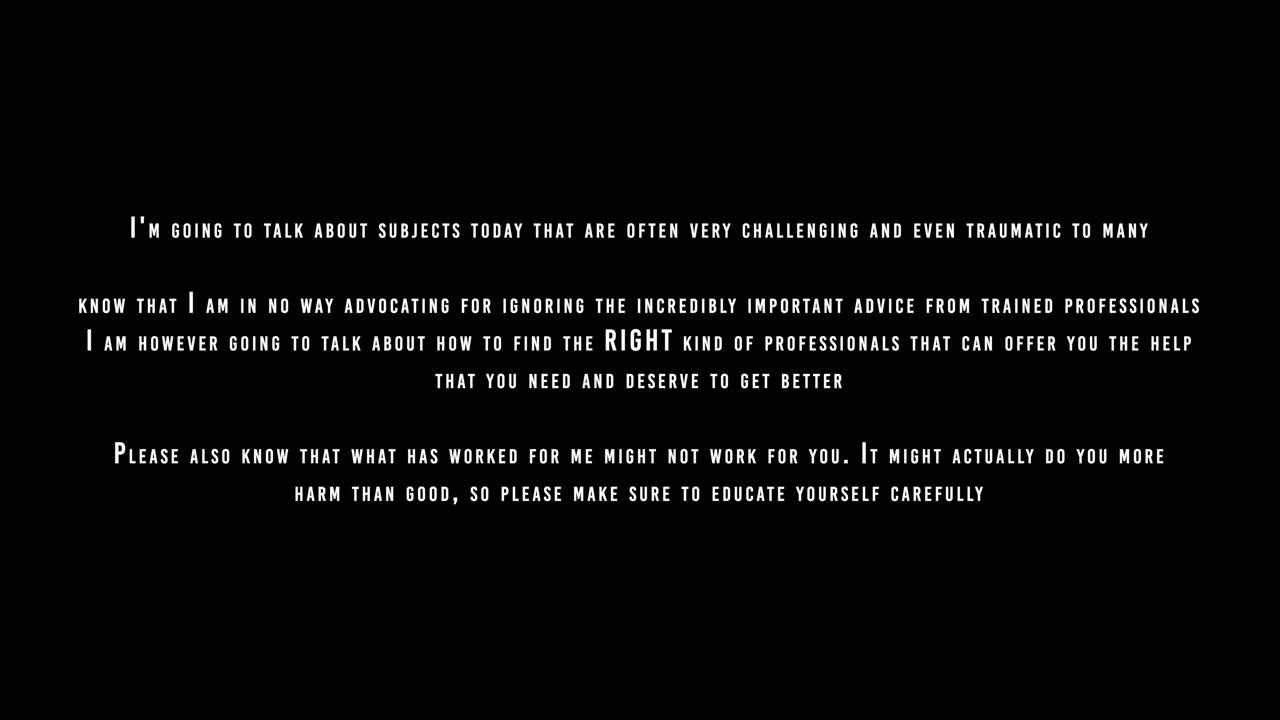 I'm going to talk about subjects today that are often very challenging and even traumatic to many
know that I am in no way advocating for ignoring the incredibly important advice from trained professionals
I am however going to talk about how to find the RIGHT kind of professionals that can offer you the help
that you need and deserve to get better
Please also know that what has worked for me might not work for you. It might actually do you more
harm than good, so please make sure to educate yourself carefully